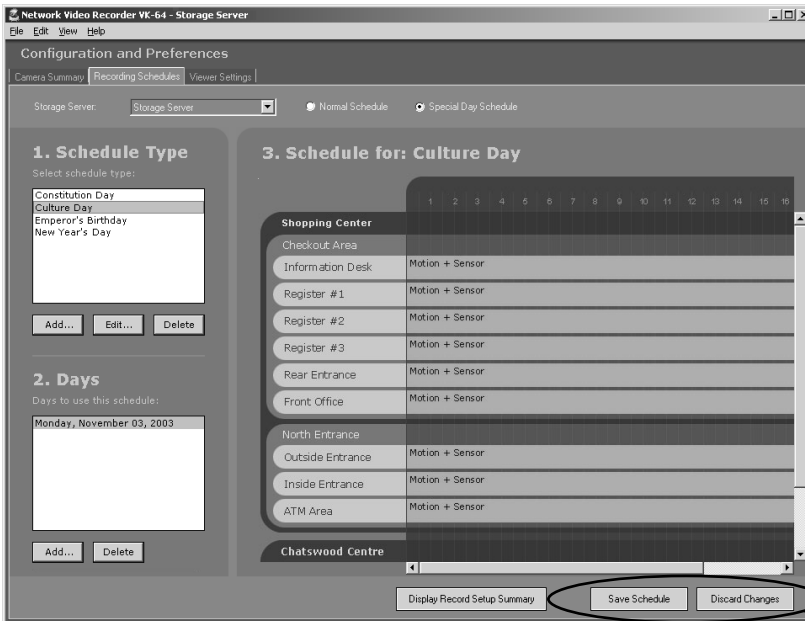 Network Video Recorder VK-64 - Storage Server
File Edit View Help
Configuration and Preferences
Camera Summary Recording Schedules Viewer Settings
Storage Server: Storage Server Normal Schedule Special Day Schedule
1. Schedule Type
Select schedule type:
Constitution Day
Culture Day
Emperor's Birthday
New Year's Day
Add... Edit... Delete
2. Days
Days to use this schedule:
Monday, November 03, 2003
Add... Delete
3. Schedule for: Culture Day
1 2 3 4 5 6 7 8 9 10 11 12 13 14 15 16
Shopping Center
Checkout Area
Information Desk Motion + Sensor
Register #1 Motion + Sensor
Register #2 Motion + Sensor
Register #3 Motion + Sensor
Rear Entrance Motion + Sensor
Front Office Motion + Sensor
North Entrance
Outside Entrance Motion + Sensor
Inside Entrance Motion + Sensor
ATM Area Motion + Sensor
Chatswood Centre
Display Record Setup Summary Save Schedule Discard Changes